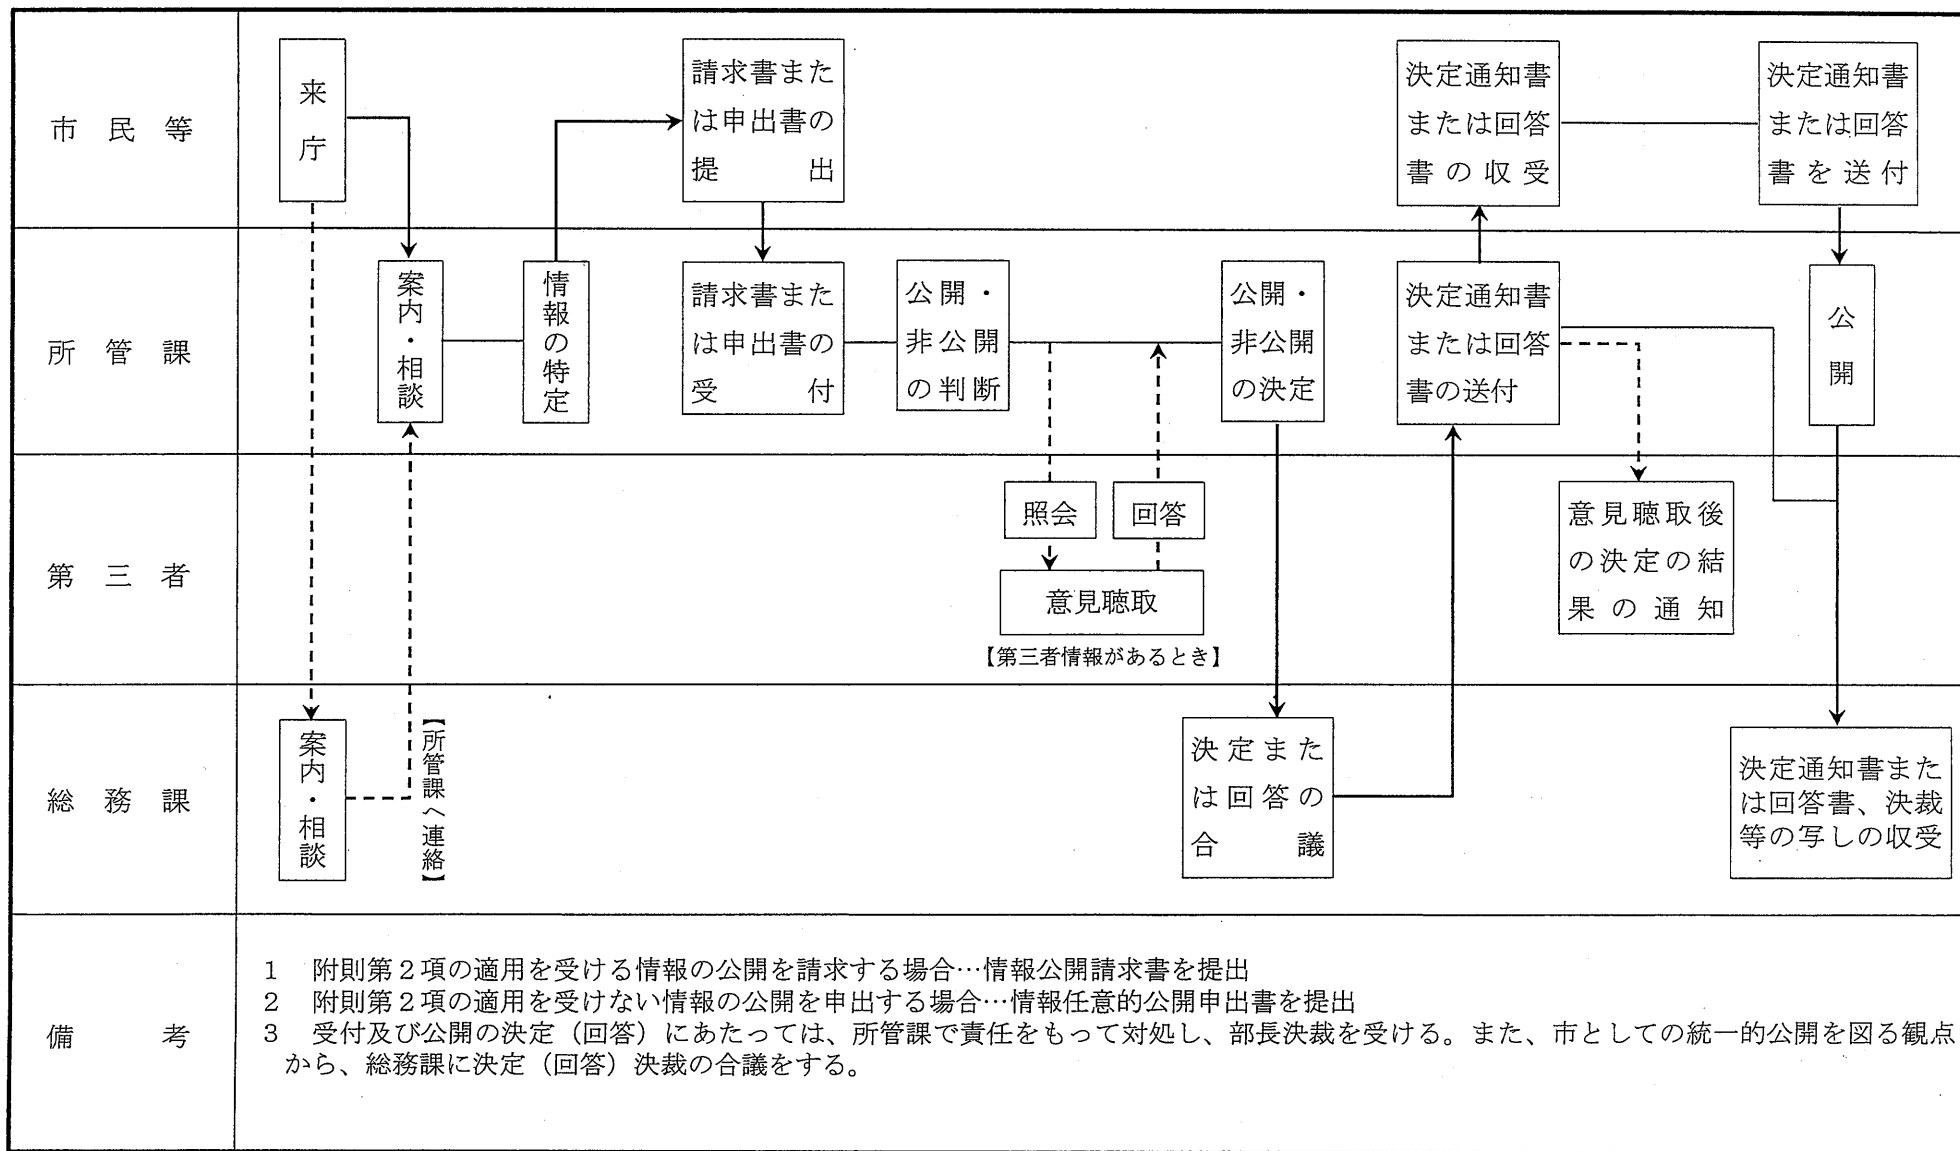 市民等
来庁
請求書また
は申出書の
提出
決定通知書
または回答
書の収受
決定通知書
または回答
書を送付
所管課
案内・相談
情報の特定
請求書また
は申出書の
受付
公開・
非公開
の判断
公開・
非公開
の決定
決定通知書
または回答
書の送付
公開
第三者
照会
回答
意見聴取
【第三者情報があるとき】
意見聴取後
の決定の結
果の通知
総務課
案内・相談
【所管課へ連絡】
決定また
は回答の
合議
決定通知書また
は回答書、決裁
等の写しの収受
備考
1 附則第2項の適用を受ける情報の公開を請求する場合…情報公開請求書を提出
2 附則第2項の適用を受けない情報の公開を申出する場合…情報任意的公開申出書を提出
3 受付及び公開の決定（回答）にあたっては、所管課で責任をもって対処し、部長決裁を受ける。また、市としての統一的公開を図る観点
から、総務課に決定（回答）決裁の合議をする。